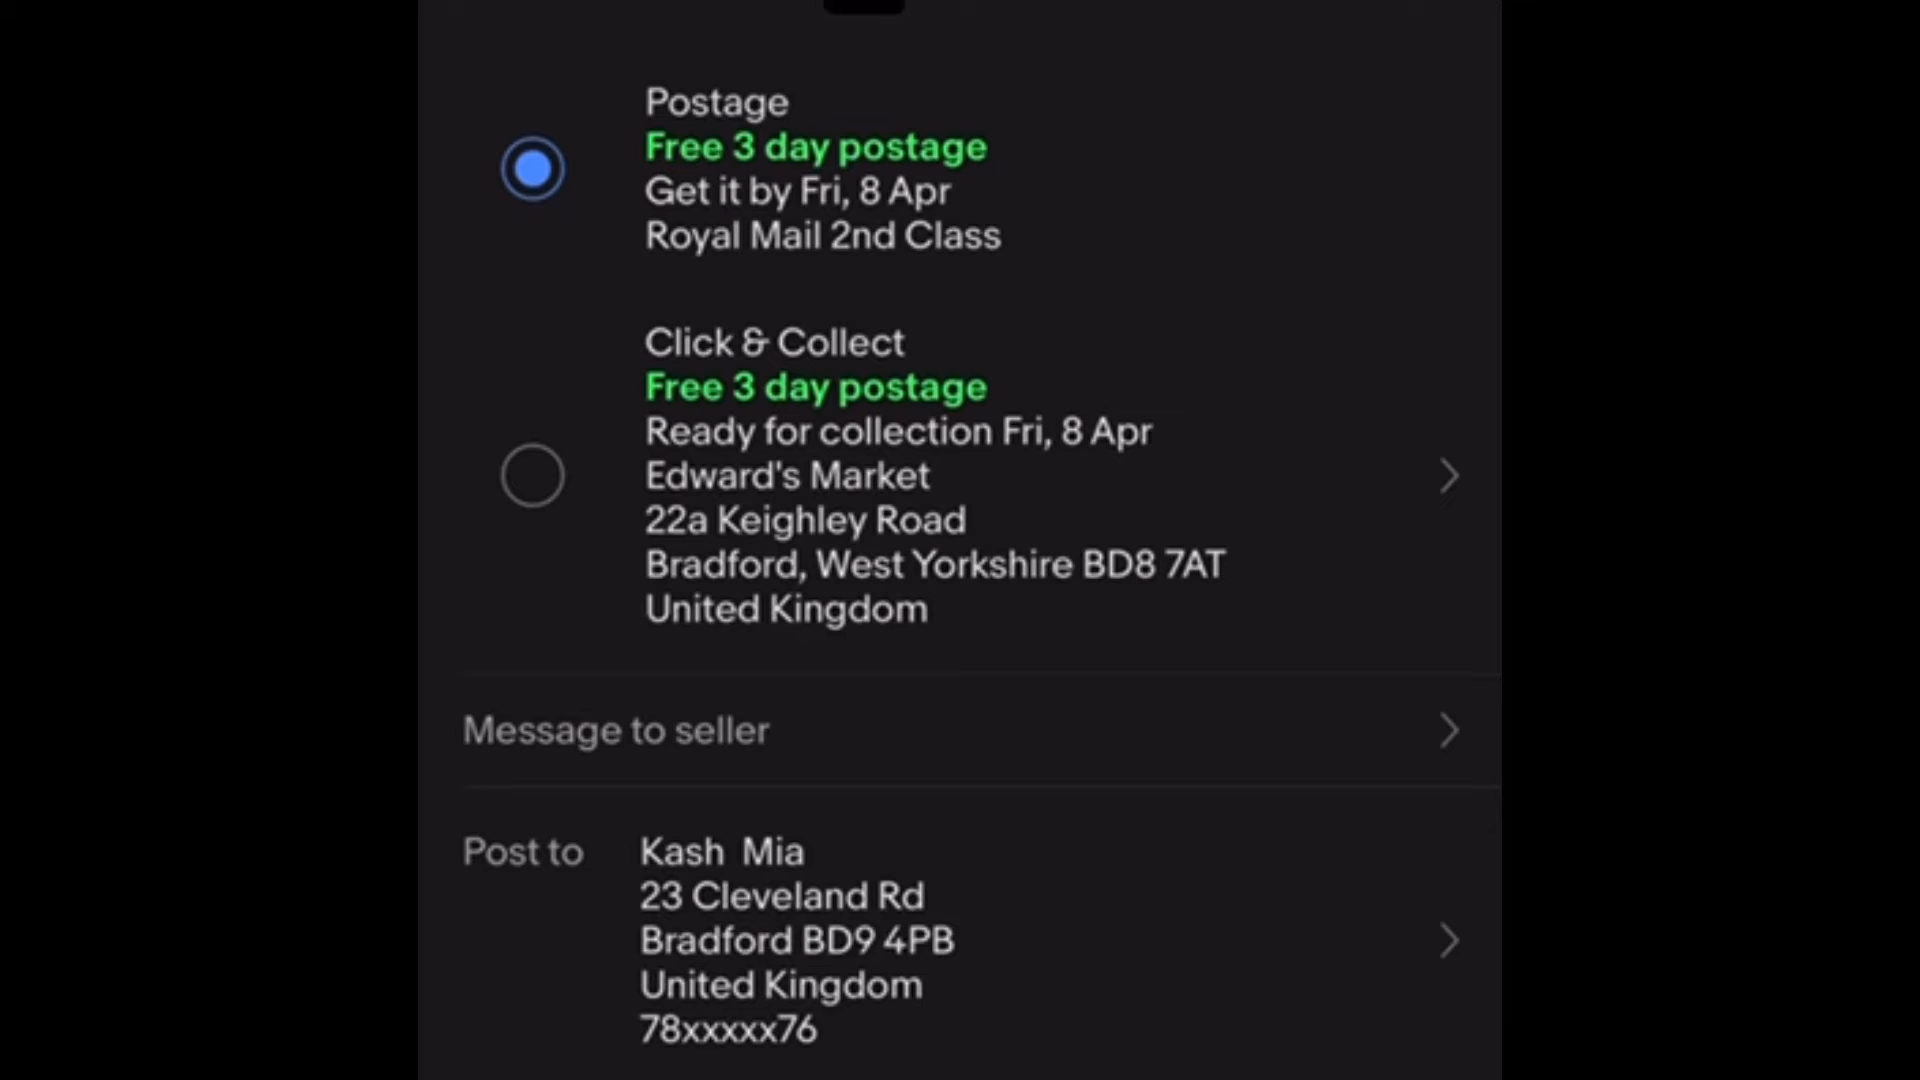 Postage
Free 3 day postage
Get it by Fri, 8 Apr
Royal Mail 2nd Class
Click & Collect
Free 3 day postage
Ready for collection Fri, 8 Apr
Edward's Market
22a Keighley Road
Bradford, West Yorkshire BD8 7AT
United Kingdom
Message to seller
Post to
Kash Mia
23 Cleveland Rd
Bradford BD9 4PB
United Kingdom
78xxxxx76